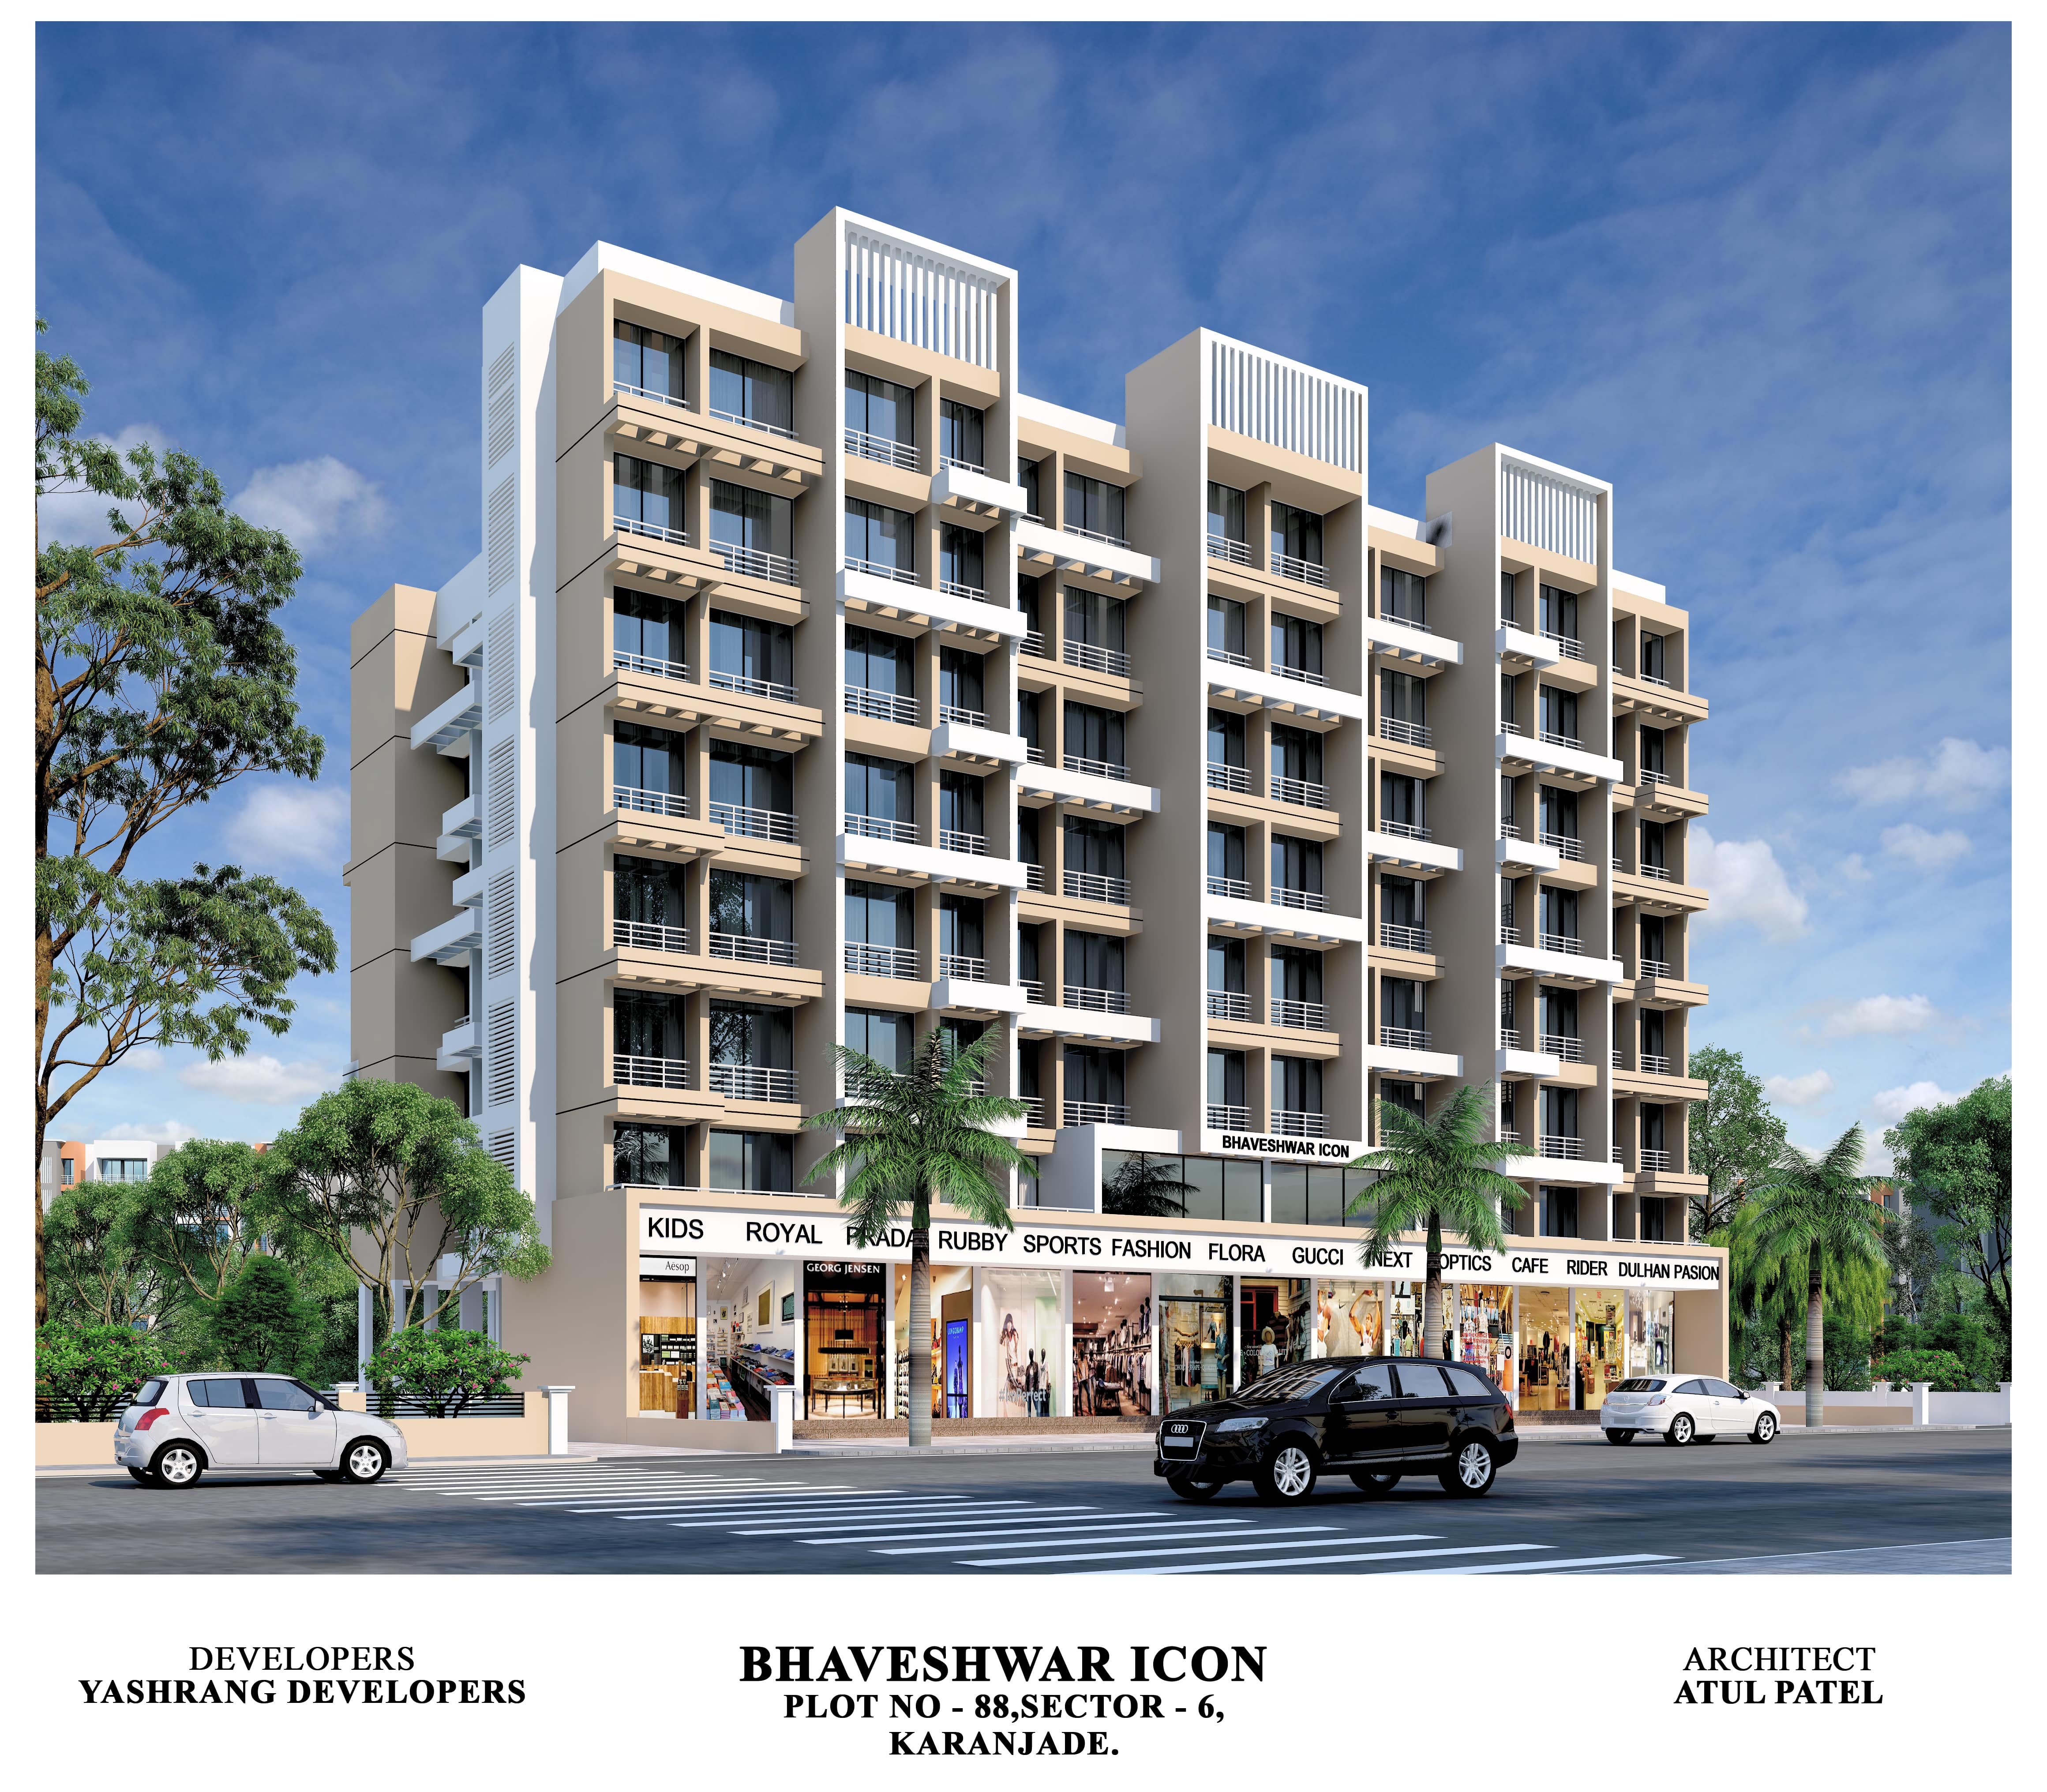 BHAVESHWAR ICON
KIDS ROYAL PRADA RUBBY SPORTS FASHION FLORA GUCCI NEXT OPTICS CAFE RIDER DULHAN PASION
Aēsop
GEORG JENSEN
DEVELOPERS
YASHRANG DEVELOPERS
BHAVESHWAR ICON
PLOT NO - 88,SECTOR - 6,
KARANJADE.
ARCHITECT
ATUL PATEL